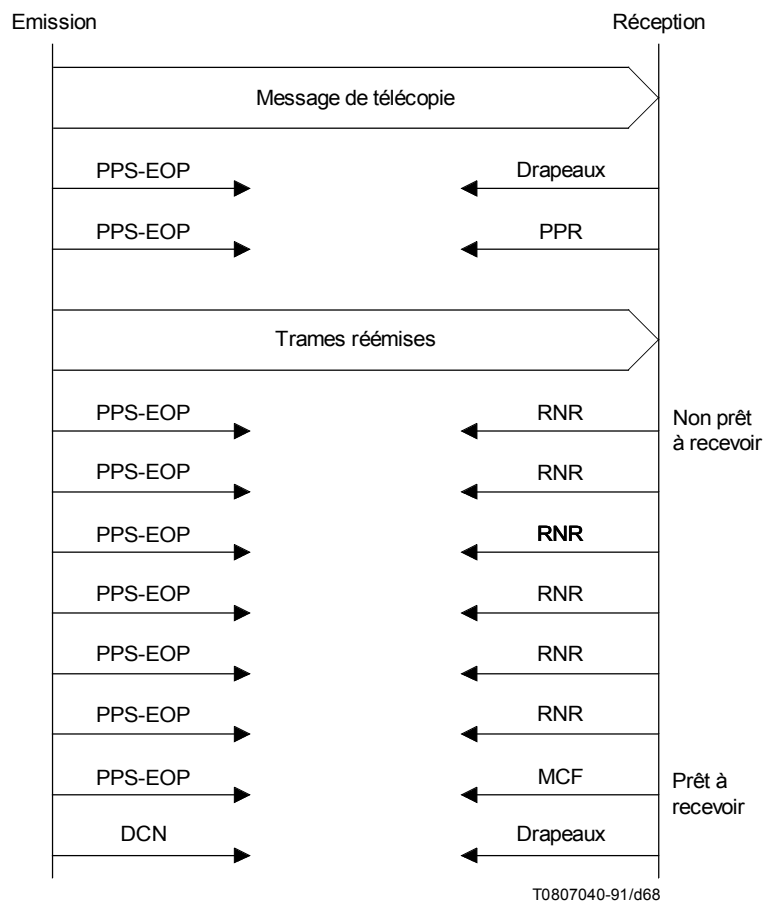 Emission Réception
Message de télécopie
PPS-EOP Drapeaux
PPS-EOP PPR
Trames réémises
PPS-EOP RNR Non prêt
à recevoir
PPS-EOP RNR
PPS-EOP RNR
PPS-EOP RNR
PPS-EOP RNR
PPS-EOP RNR
PPS-EOP MCF Prêt à
recevoir
DCN Drapeaux
T0807040-91/d68